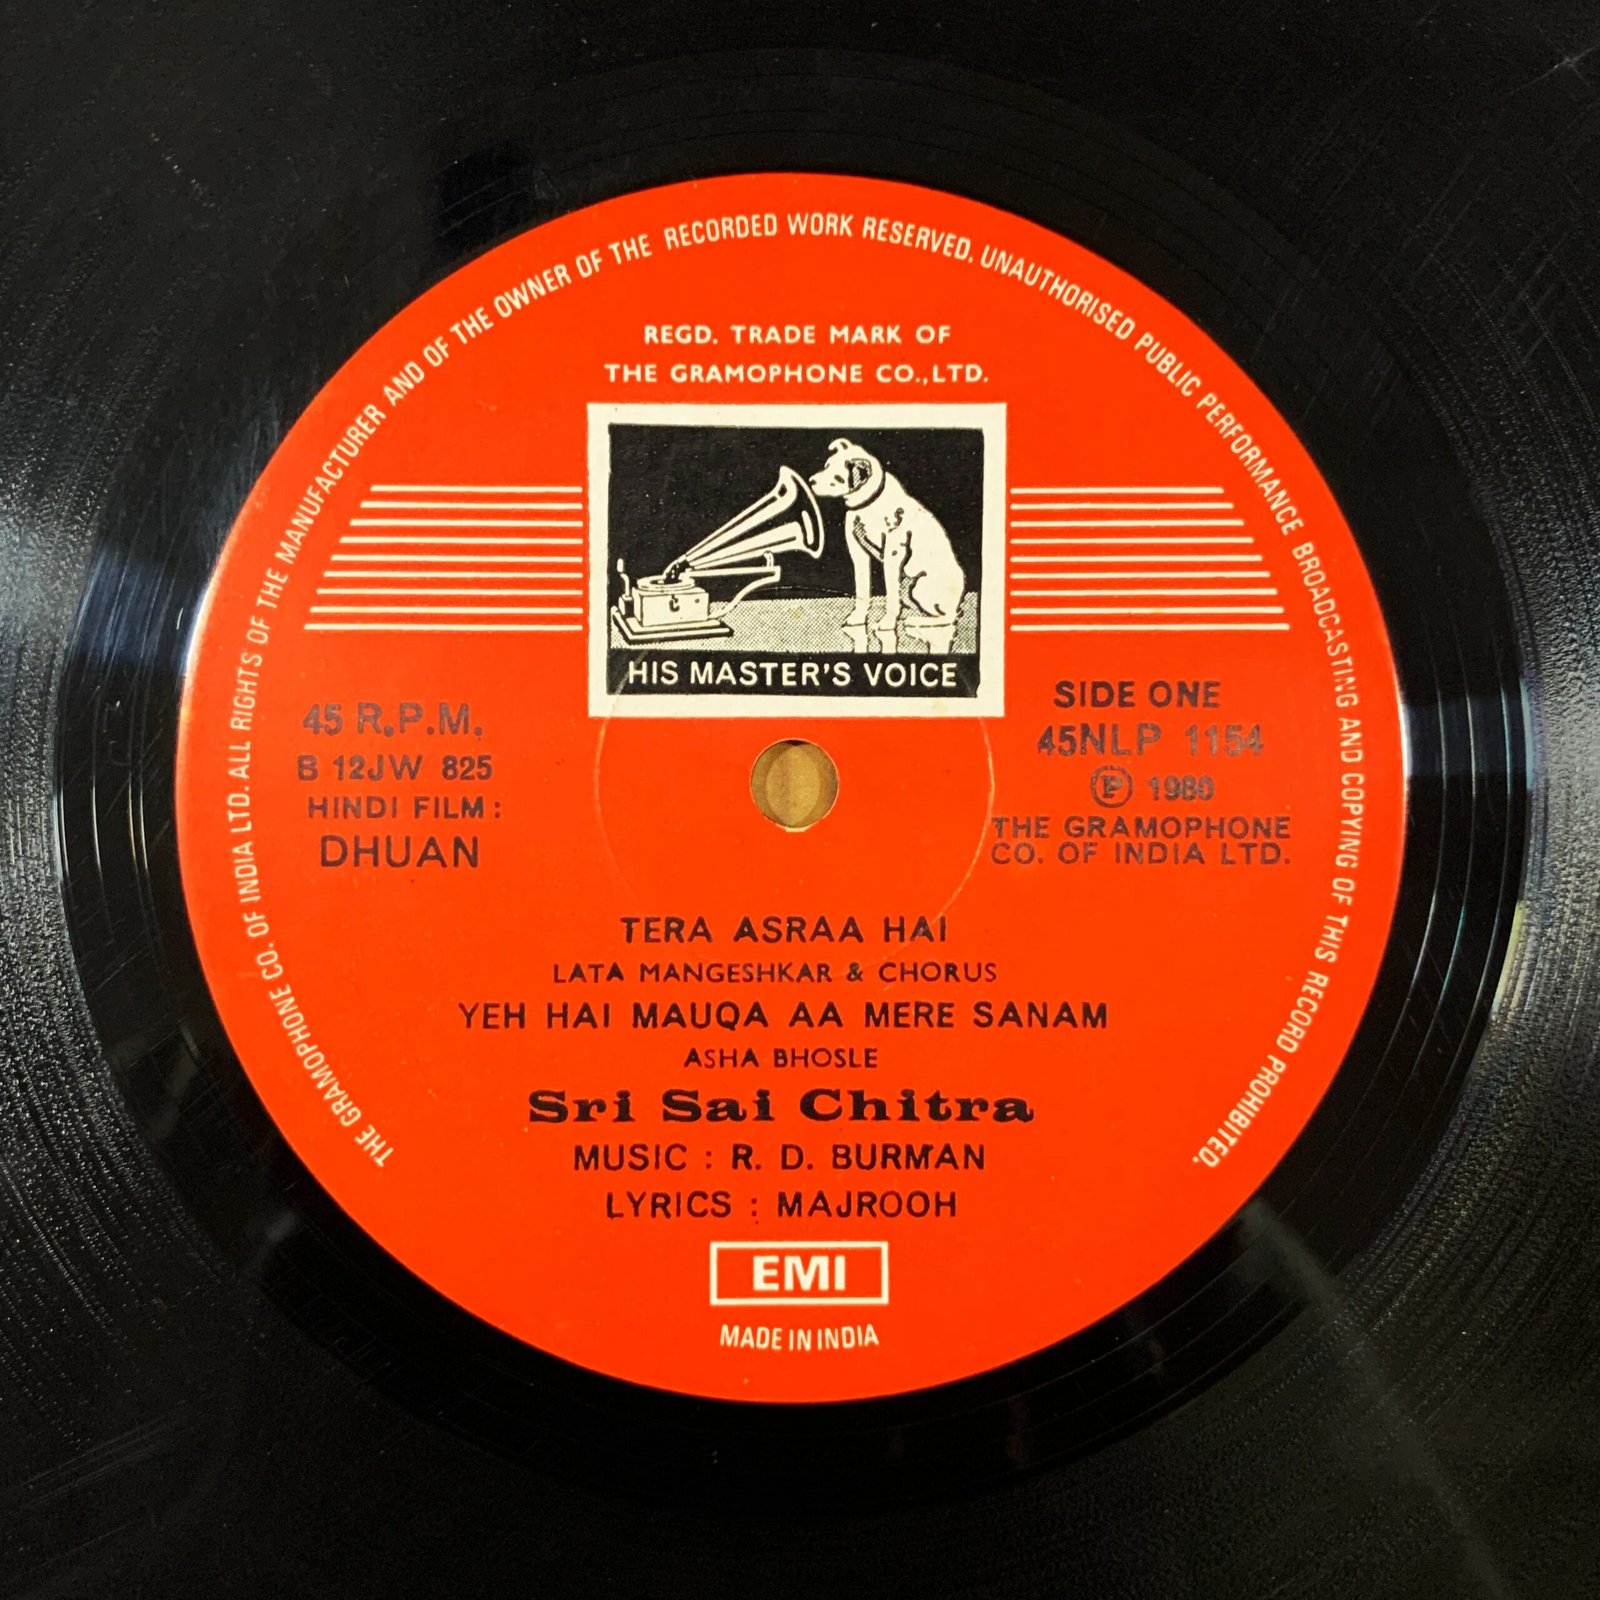 THE GRAMOPHONE CO. OF INDIA LTD. ALL RIGHTS OF THE MANUFACTURER AND OF THE OWNER OF THE RECORDED WORK RESERVED. UNAUTHORISED PUBLIC PERFORMANCE BROADCASTING AND COPYING OF THIS RECORD PROHIBITED.
REGD. TRADE MARK OF
THE GRAMOPHONE CO.,LTD.
HIS MASTER'S VOICE
45 R.P.M.
B 12JW 825
HINDI FILM :
DHUAN
SIDE ONE
45NLP 1154
Ⓟ 1980
THE GRAMOPHONE
CO. OF INDIA LTD.
TERA ASRAA HAI
LATA MANGESHKAR & CHORUS
YEH HAI MAUQA AA MERE SANAM
ASHA BHOSLE
Sri Sai Chitra
MUSIC : R. D. BURMAN
LYRICS : MAJROOH
EMI
MADE IN INDIA